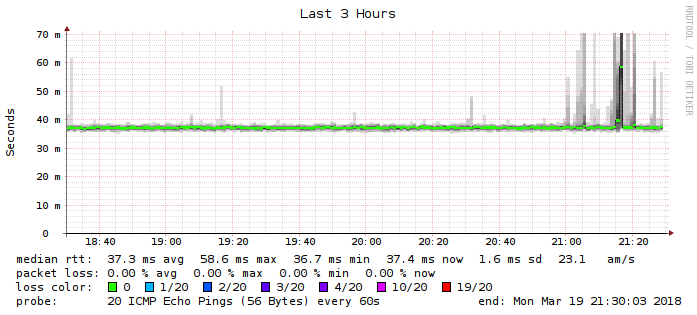 Last 3 Hours
RRDTOOL / TOBI OETIKER
Seconds
70 m
60 m
50 m
40 m
30 m
20 m
10 m
0
18:40 19:00 19:20 19:40 20:00 20:20 20:40 21:00 21:20
median rtt: 37.3 ms avg 58.6 ms max 36.7 ms min 37.4 ms now 1.6 ms sd 23.1 am/s
packet loss: 0.00 % avg 0.00 % max 0.00 % min 0.00 % now
loss color: 0 1/20 2/20 3/20 4/20 10/20 19/20
probe: 20 ICMP Echo Pings (56 Bytes) every 60s end: Mon Mar 19 21:30:03 2018